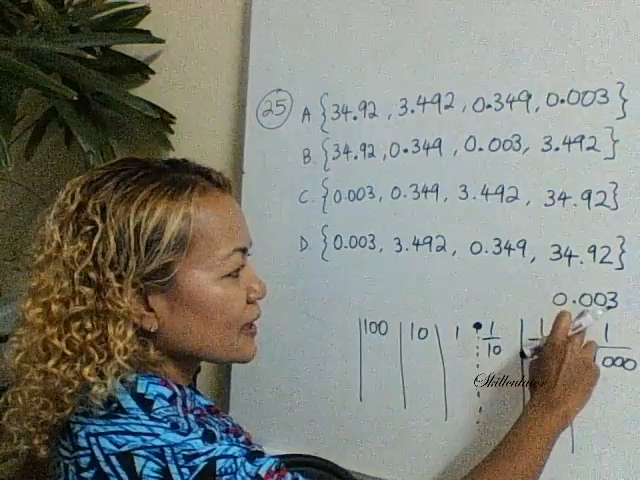 25 A {34.92, 3.492, 0.349, 0.003}
B. {34.92, 0.349, 0.003, 3.492}
C. {0.003, 0.349, 3.492, 34.92}
D. {0.003, 3.492, 0.349, 34.92}
0.003
100 10 1 • 1/10 1/1000